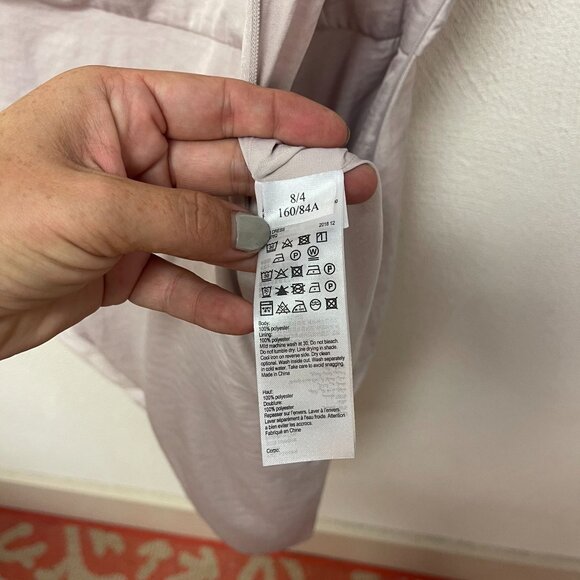 8/4
160/84A
DRESS
2018 12
Body:
100% polyester
Lining:
100% polyester
Mild machine wash at 30. Do not bleach.
Do not tumble dry. Line drying in shade.
Cool iron on reverse side. Dry clean
optional. Wash inside out. Wash separately
in cold water. Take care to avoid snagging.
Made in China
Haut:
100% polyester
Doublure:
100% polyester
Repasser sur l'envers. Laver à l'envers.
Laver séparément à l'eau froide. Attention
à bien éviter les accrocs.
Fabriqué en Chine
Corpo: